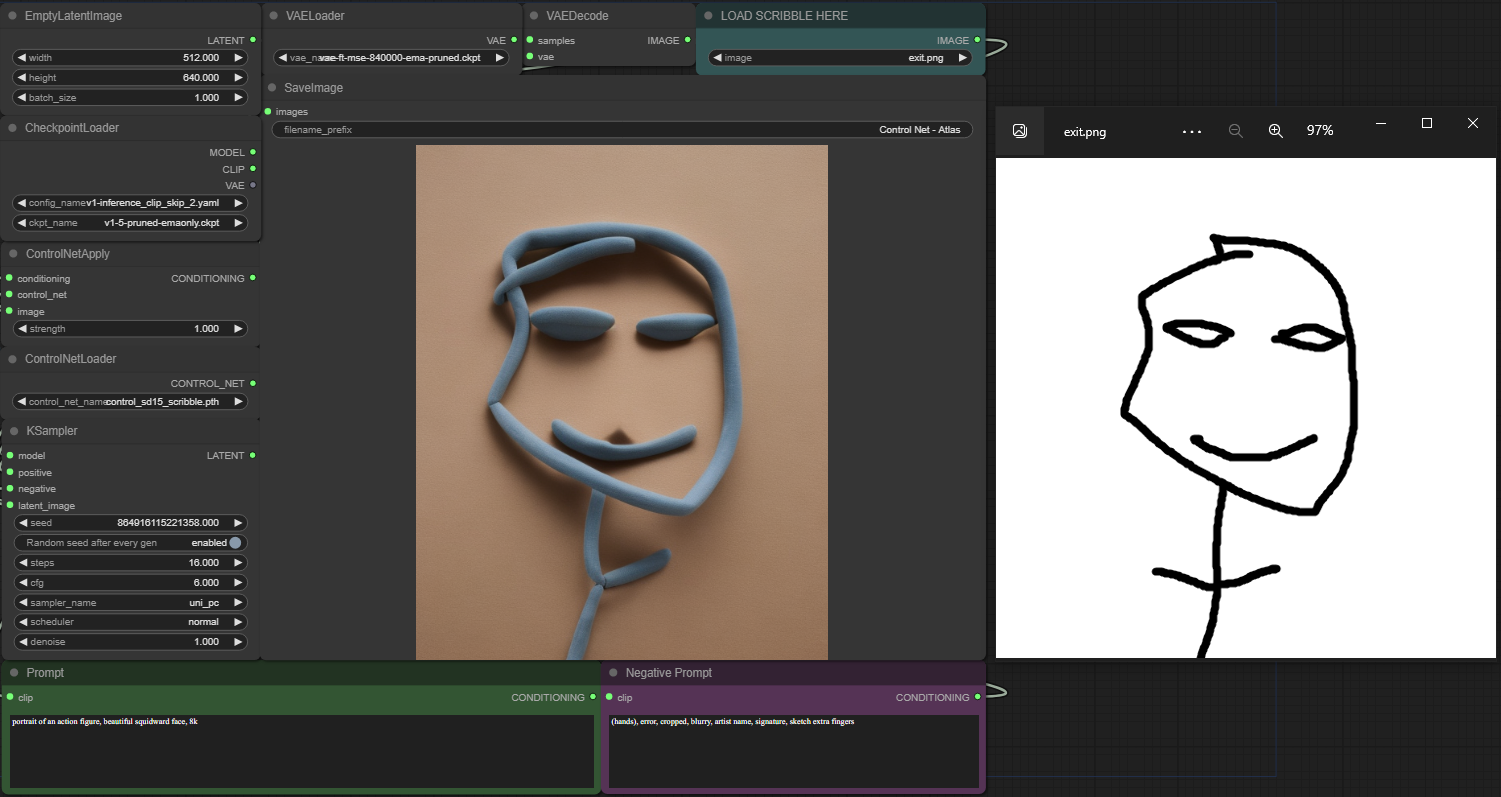 EmptyLatentImage
LATENT
width 512.000
height 640.000
batch_size 1.000
CheckpointLoader
MODEL
CLIP
VAE
config_name v1-inference_clip_skip_2.yaml
ckpt_name v1-5-pruned-emaonly.ckpt
ControlNetApply
conditioning CONDITIONING
control_net
image
strength 1.000
ControlNetLoader
CONTROL_NET
control_net_name control_sd15_scribble.pth
KSampler
model LATENT
positive
negative
latent_image
seed 864916115221358.000
Random seed after every gen enabled
steps 16.000
cfg 6.000
sampler_name uni_pc
scheduler normal
denoise 1.000
VAELoader
VAE
vae_name vae-ft-mse-840000-ema-pruned.ckpt
VAEDecode
samples IMAGE
vae
LOAD SCRIBBLE HERE
IMAGE
image exit.png
SaveImage
images
filename_prefix Control Net - Atlas
exit.png 97%
Prompt
clip CONDITIONING
portrait of an action figure, beautiful squidward face, 8k
Negative Prompt
clip CONDITIONING
(hands), error, cropped, blurry, artist name, signature, sketch extra fingers